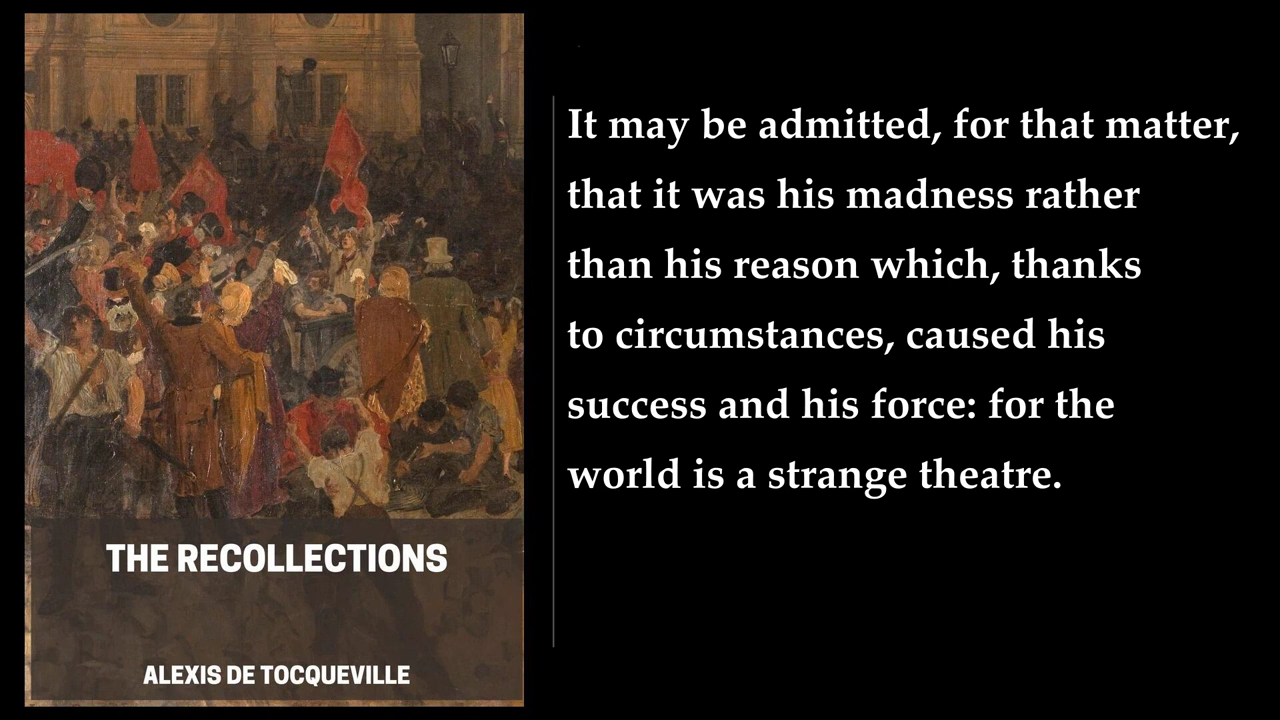 THE RECOLLECTIONS
ALEXIS DE TOCQUEVILLE
It may be admitted, for that matter,
that it was his madness rather
than his reason which, thanks
to circumstances, caused his
success and his force: for the
world is a strange theatre.